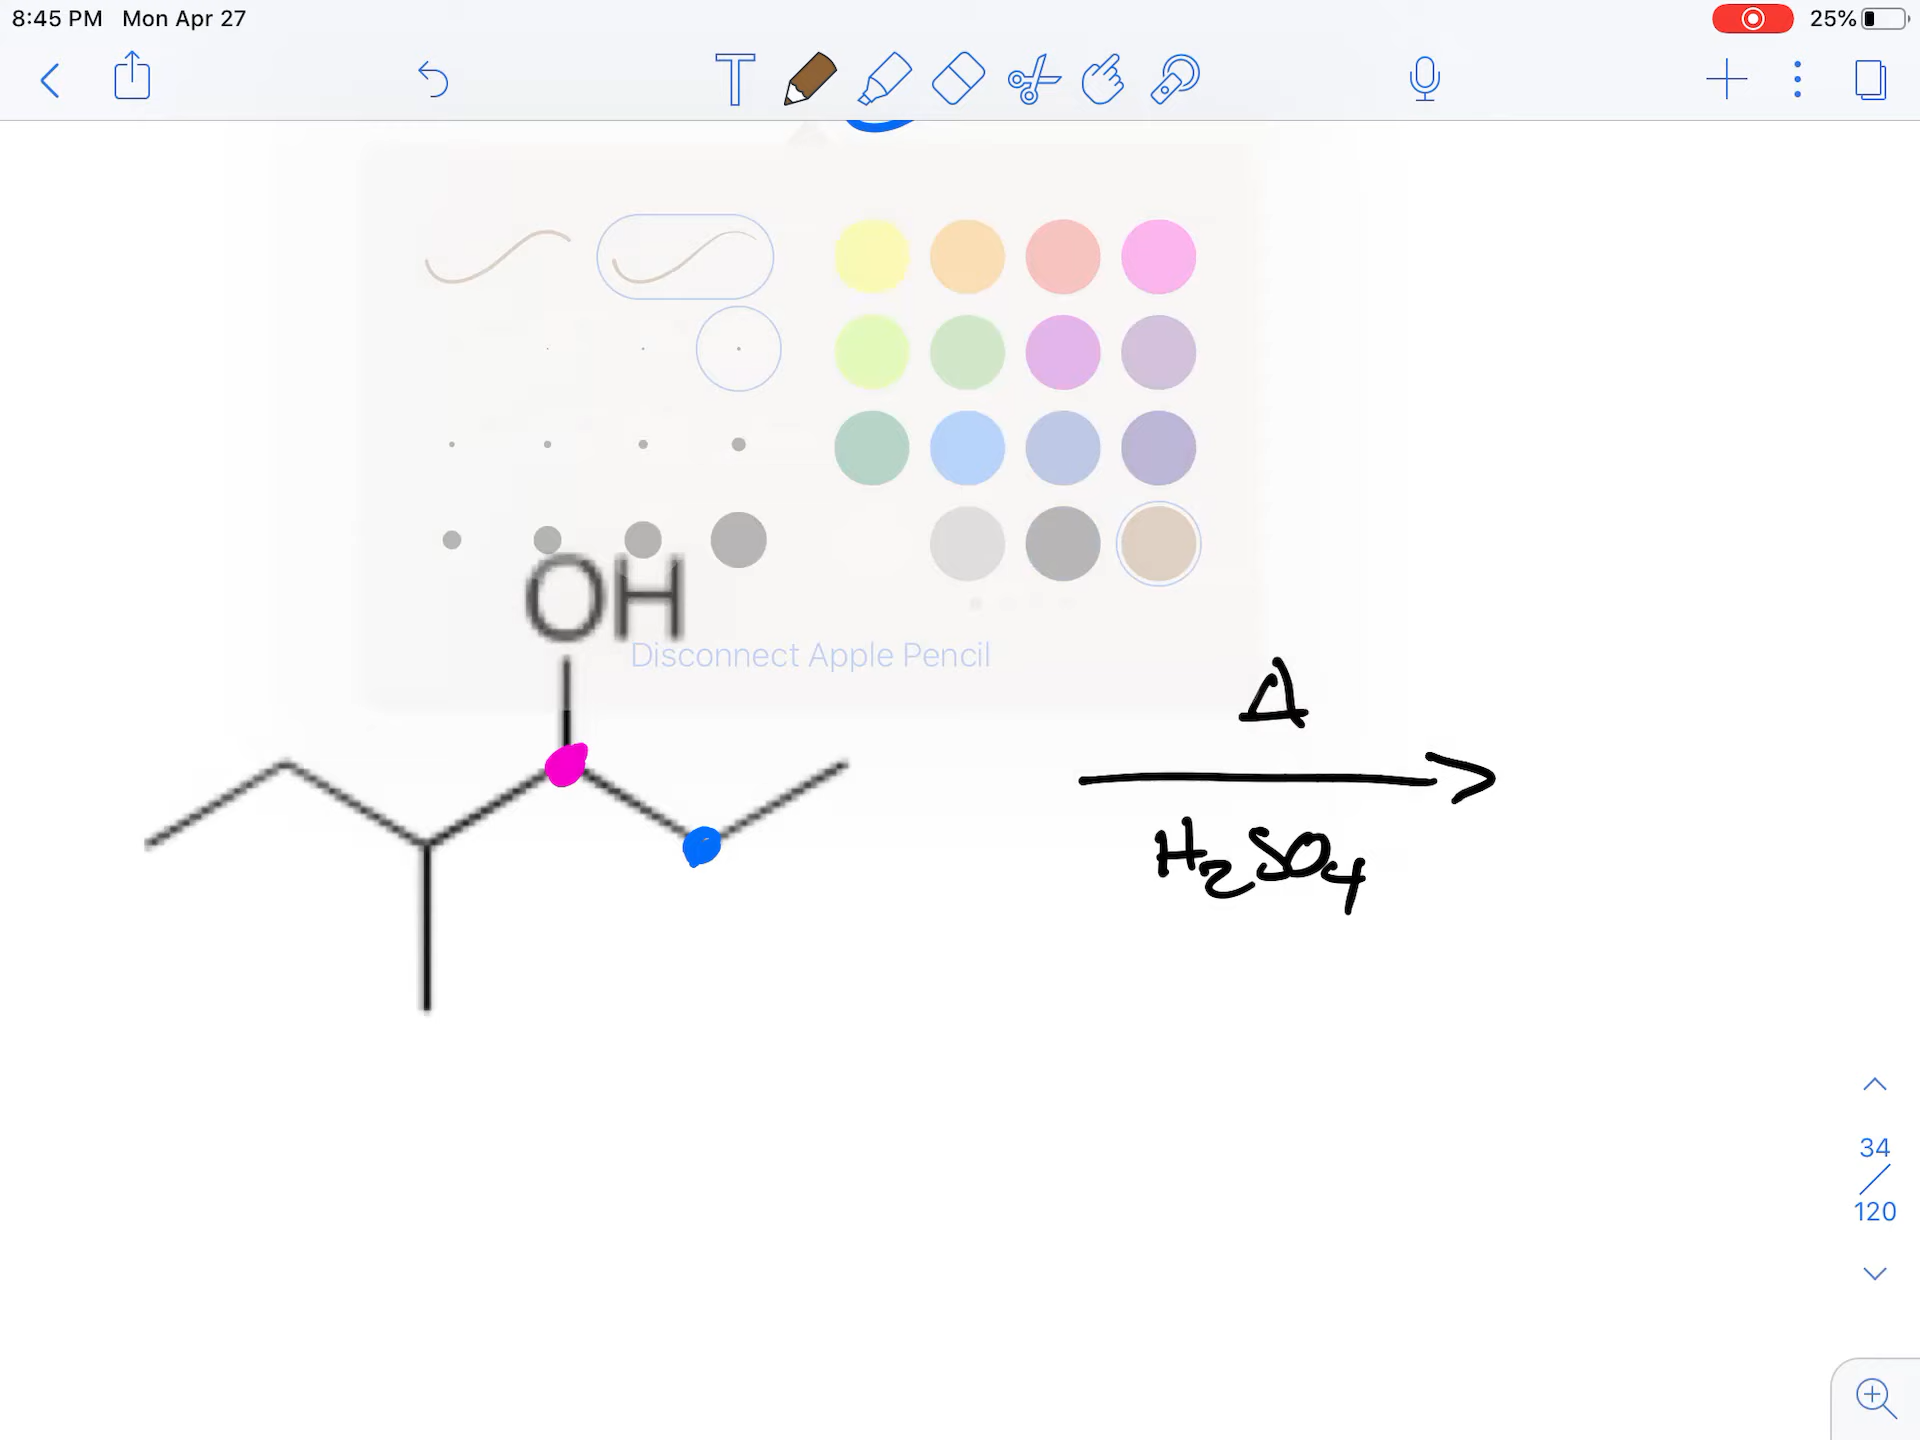 8:45 PM Mon Apr 27
25%
T
OH
Disconnect Apple Pencil
Δ
H₂SO₄
34
120